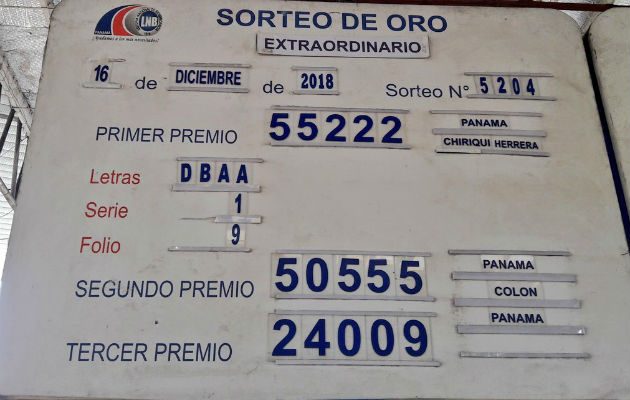 SORTEO DE ORO
LNB
PANAMÁ
EXTRAORDINARIO
16 de DICIEMBRE de 2018 Sorteo N° 5204
PRIMER PREMIO 55222 PANAMA
CHIRIQUI HERRERA
Letras DBAA
Serie 1
Folio 9
SEGUNDO PREMIO 50555 PANAMA
COLON
TERCER PREMIO 24009 PANAMA